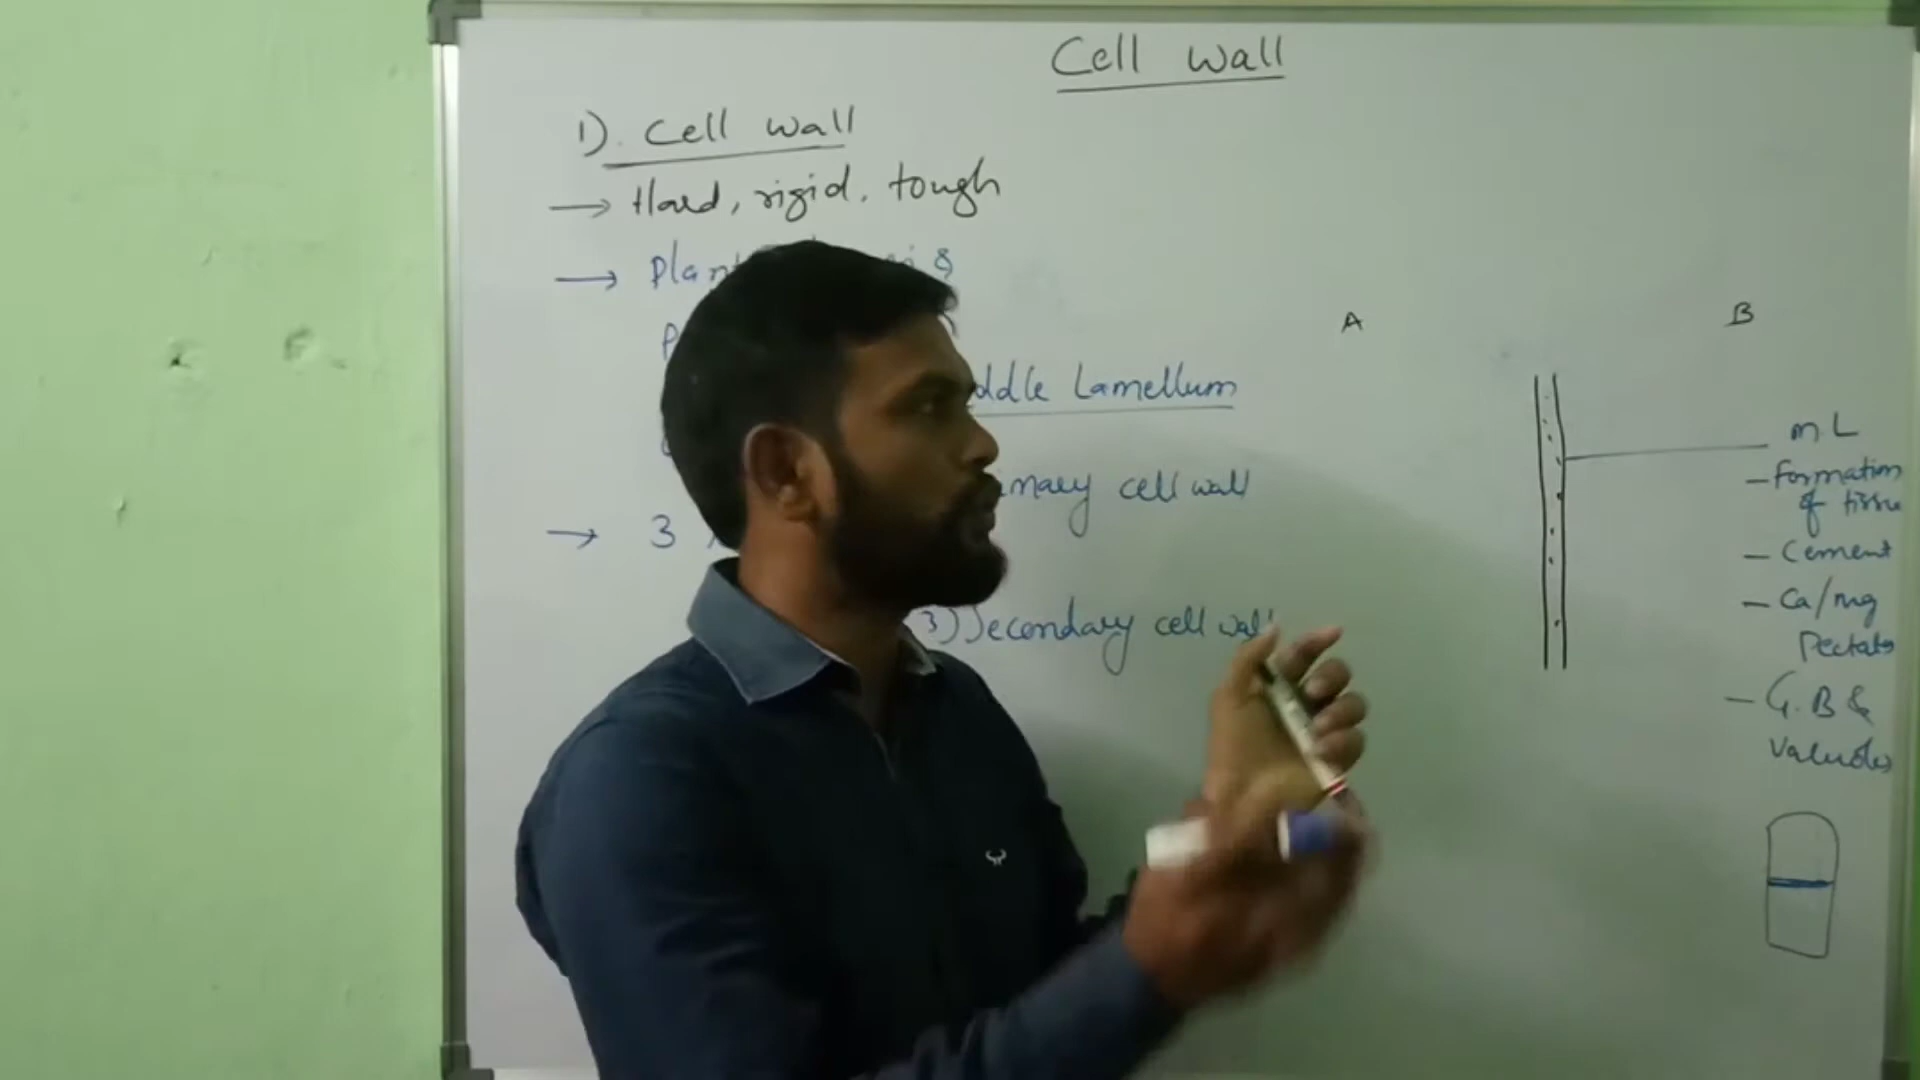 Cell wall
1). Cell wall
→ Hard, rigid, tough
→ Plant &
A
B
ddle Lamellum
mary cell wall
→ 3
3) Secondary cell wall
m L
- Formation
of tissue
- Cement
- Ca/mg
Pectats
- G.B &